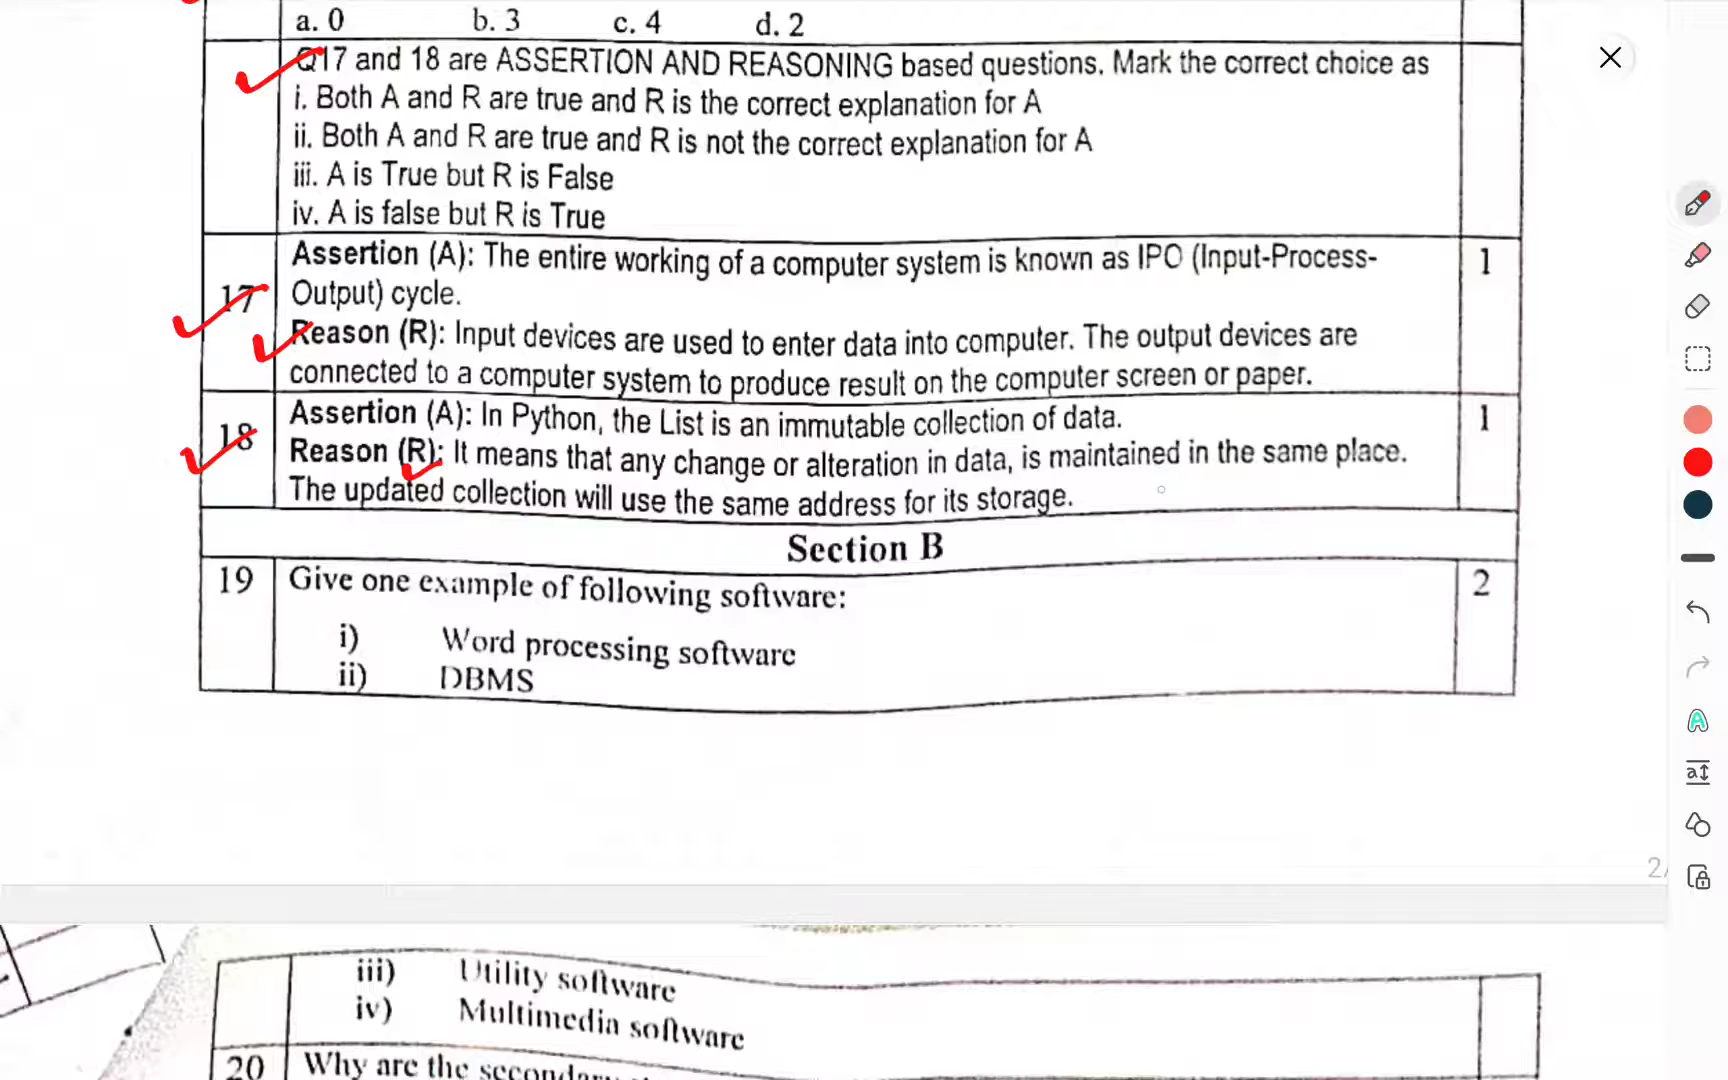 a. 0 b. 3 c. 4 d. 2
Q17 and 18 are ASSERTION AND REASONING based questions. Mark the correct choice as
i. Both A and R are true and R is the correct explanation for A
ii. Both A and R are true and R is not the correct explanation for A
iii. A is True but R is False
iv. A is false but R is True
17 Assertion (A): The entire working of a computer system is known as IPO (Input-Process- 1
Output) cycle.
Reason (R): Input devices are used to enter data into computer. The output devices are
connected to a computer system to produce result on the computer screen or paper.
18 Assertion (A): In Python, the List is an immutable collection of data. 1
Reason (R): It means that any change or alteration in data, is maintained in the same place.
The updated collection will use the same address for its storage.
Section B
19 Give one example of following software: 2
i) Word processing software
ii) DBMS
2/
iii) Utility software
iv) Multimedia software
20 Why are the secondary